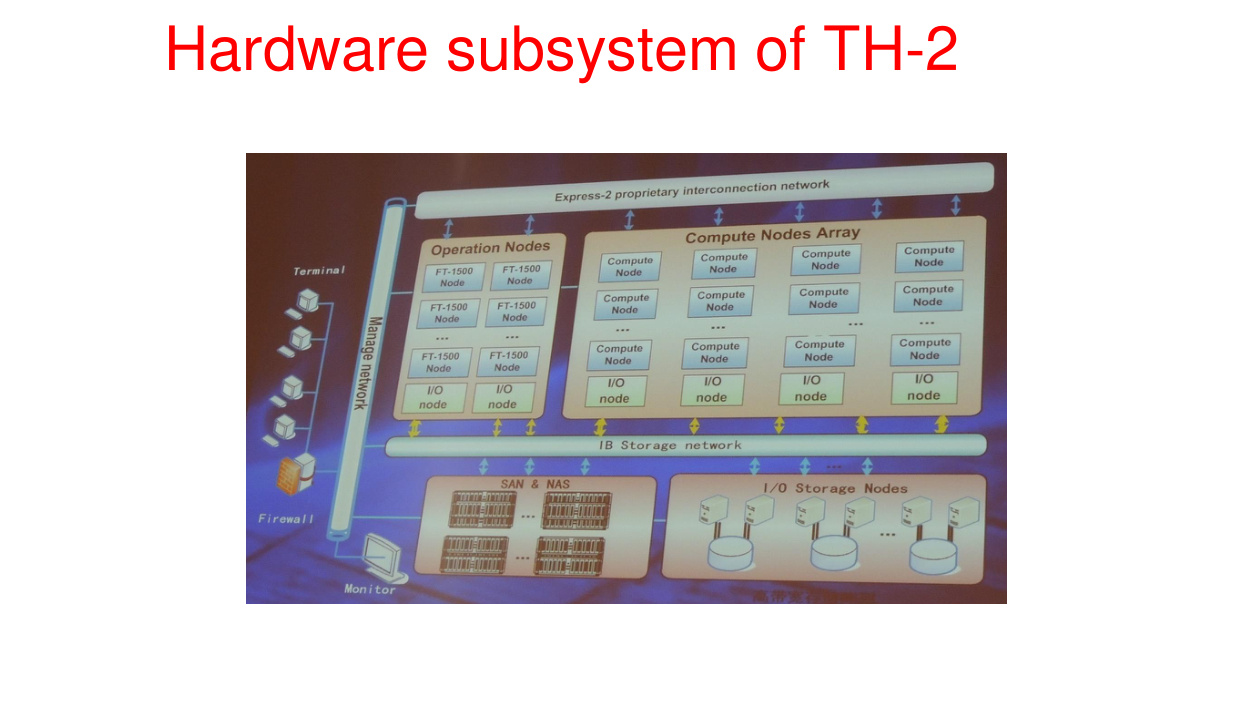 Hardware subsystem of TH-2
Express-2 proprietary interconnection network
Operation Nodes
Compute Nodes Array
FT-1500
Node
FT-1500
Node
Compute
Node
Compute
Node
Compute
Node
Compute
Node
Terminal
FT-1500
Node
FT-1500
Node
Compute
Node
Compute
Node
Compute
Node
Compute
Node
...
...
...
...
...
...
Manage network
FT-1500
Node
FT-1500
Node
Compute
Node
Compute
Node
Compute
Node
Compute
Node
I/O
node
I/O
node
I/O
node
I/O
node
I/O
node
I/O
node
IB Storage network
...
SAN & NAS
I/O Storage Nodes
...
...
...
Firewall
Monitor